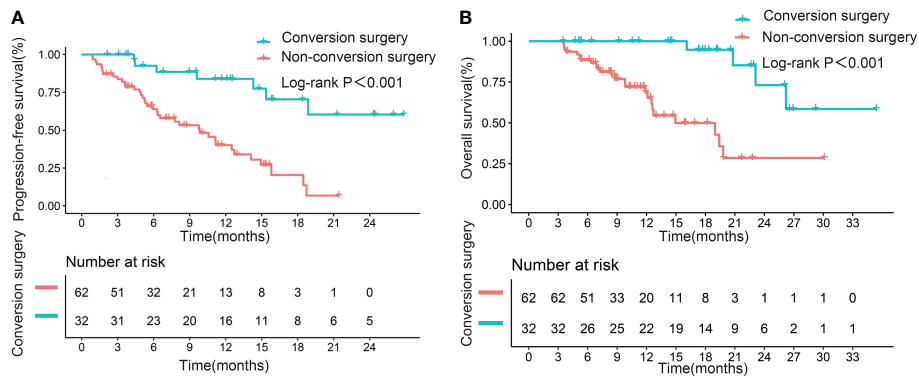 A
Progression-free survival(%)
Conversion surgery
Non-conversion surgery
Log-rank P＜0.001
1.00
0.75
0.50
0.25
0.00
0 3 6 9 12 15 18 21 24
Time(months)
Conversion surgery
Number at risk
62 51 32 21 13 8 3 1 0
32 31 23 20 16 11 8 6 5
0 3 6 9 12 15 18 21 24
Time(months)
B
Overall survival(%)
Conversion surgery
Non-conversion surgery
Log-rank P＜0.001
1.00
0.75
0.50
0.25
0.00
0 3 6 9 12 15 18 21 24 27 30 33
Time(months)
Conversion surgery
Number at risk
62 62 51 33 20 11 8 3 1 1 1 0
32 32 26 25 22 19 14 9 6 2 1 1
0 3 6 9 12 15 18 21 24 27 30 33
Time(months)